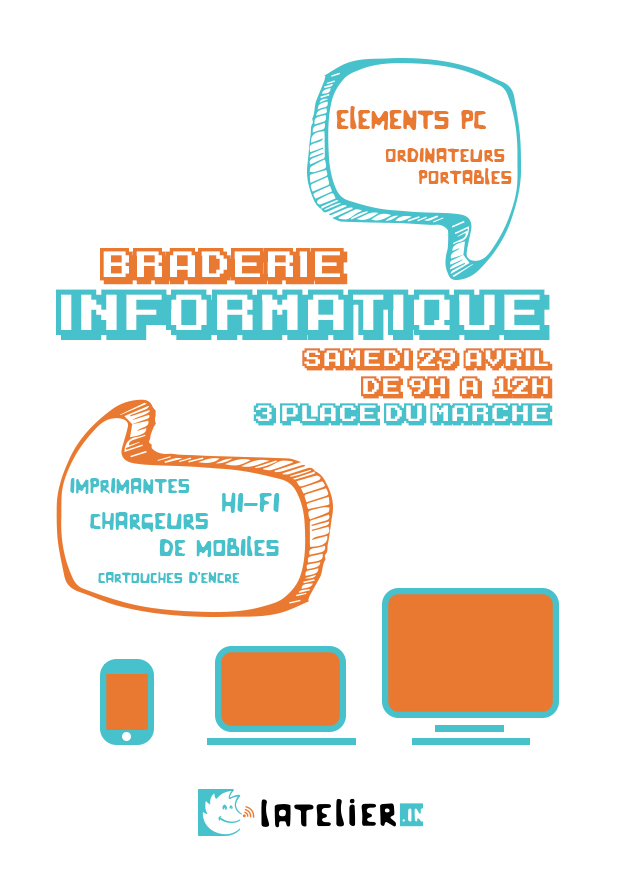 ElEMENTS PC
ORDINATEURS
PORTABlES
BRADERIE
INFORMATIQUE
SAMEDI 29 AVRIL
DE 9H A 12H
3 PLACE DU MARCHE
IMPRIMANTES
HI-FI
CHARGEURS
DE MOBIlES
CARTOUCHES D'ENCRE
lATElIER.IN